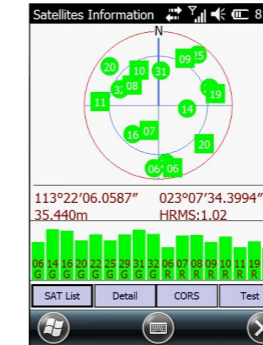 Satellites Information 8
N
09 25
20 10 31
32 08 19
11 14
16 07
20
06 06
113°22'06.0587" 023°07'34.3994"
35.440m HRMS:1.02
06 14 16 20 22 25 29 31 32 06 07 08 09 10 11 19
G G G G G G G G G R R R R R R R
SAT List Detail CORS Test